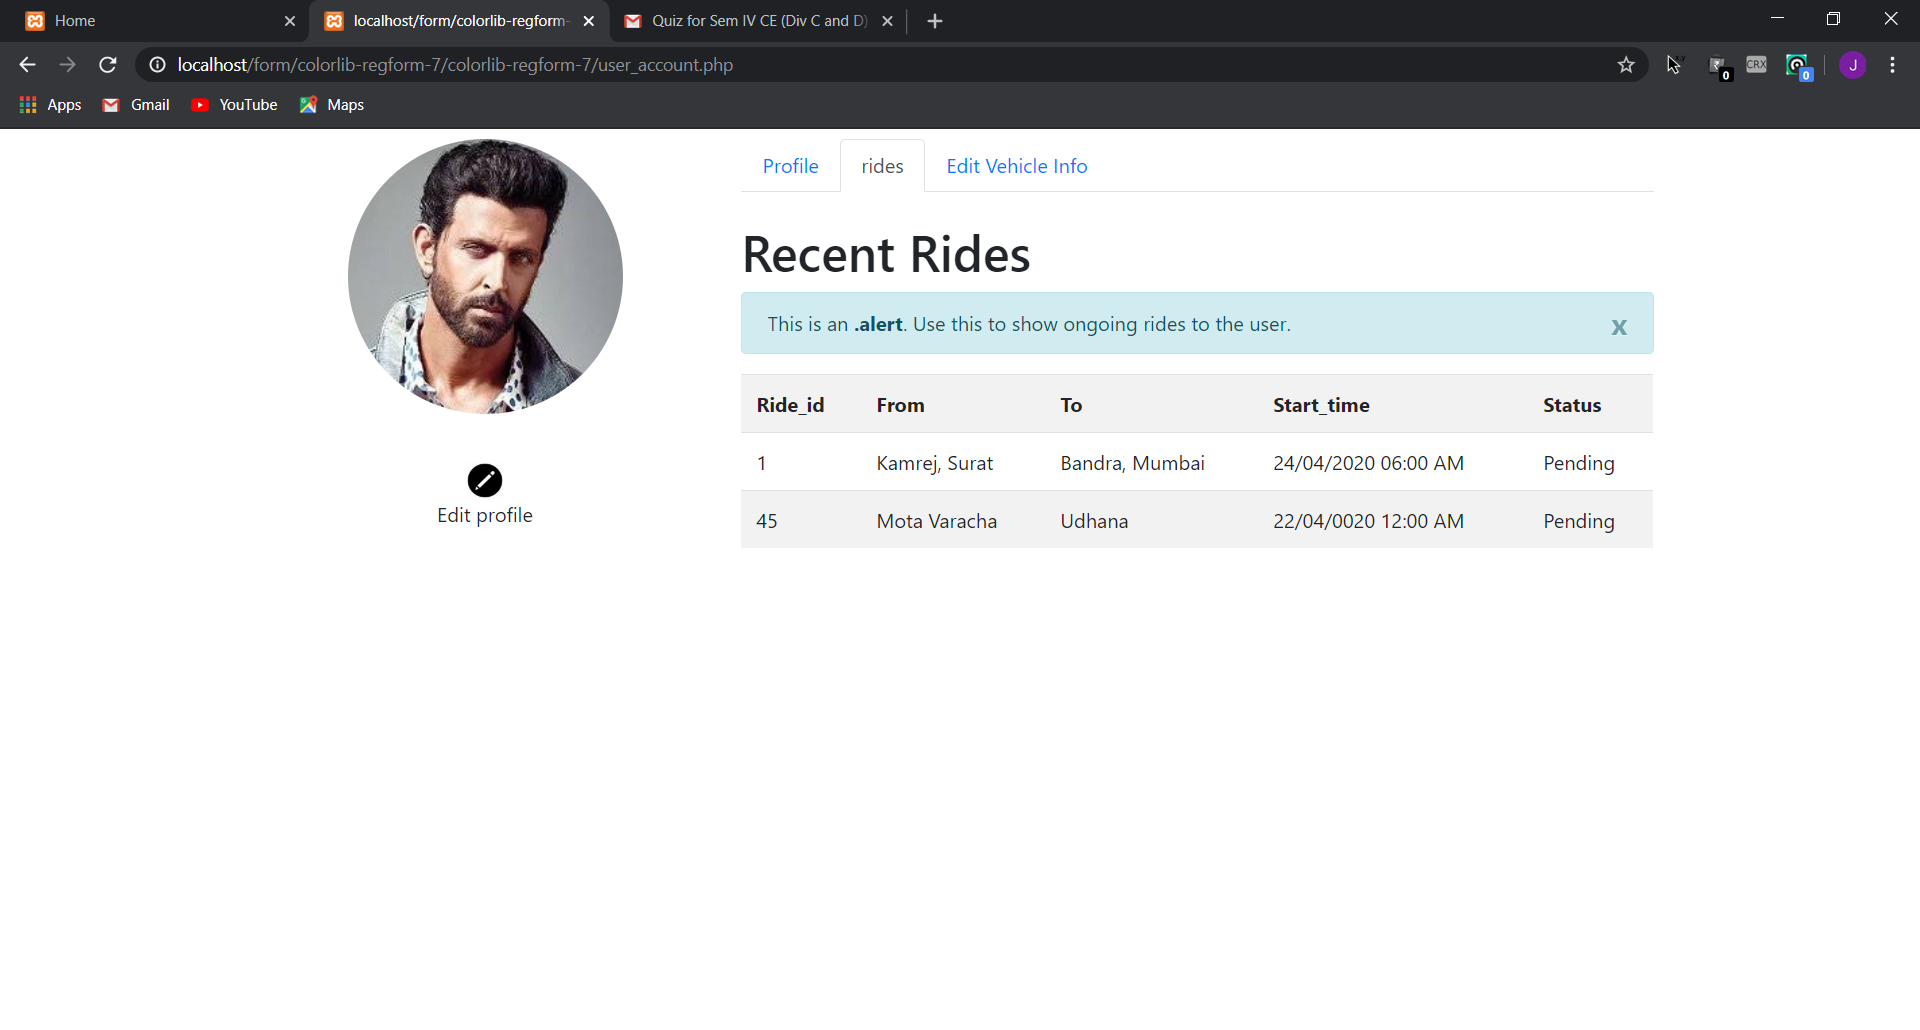 Home
localhost/form/colorlib-regform-
Quiz for Sem IV CE (Div C and D)
localhost/form/colorlib-regform-7/colorlib-regform-7/user_account.php
0
CRX
0
J
Apps
Gmail
YouTube
Maps
Profile
rides
Edit Vehicle Info
Recent Rides
This is an .alert. Use this to show ongoing rides to the user.
x
Ride_id From To Start_time Status
1 Kamrej, Surat Bandra, Mumbai 24/04/2020 06:00 AM Pending
45 Mota Varacha Udhana 22/04/0020 12:00 AM Pending
Edit profile